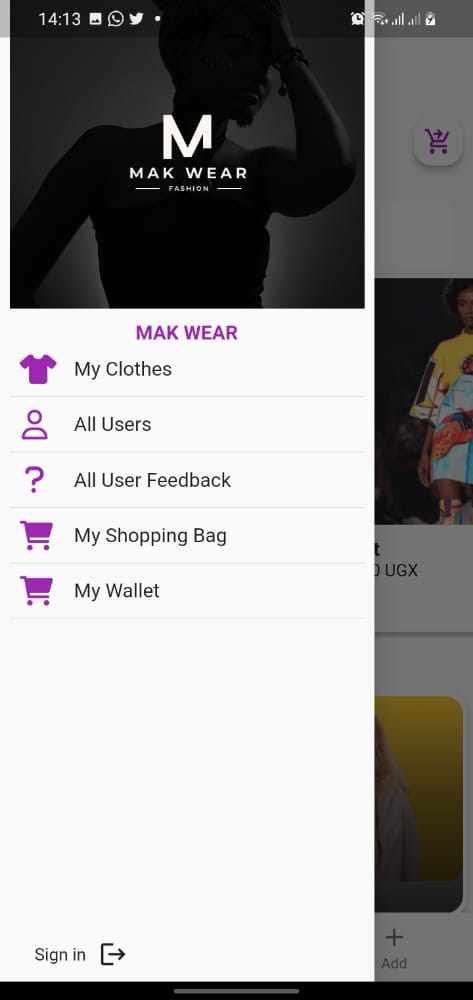 14:13
M
MAK WEAR
FASHION
MAK WEAR
My Clothes
All Users
All User Feedback
My Shopping Bag
My Wallet
UGX
Sign in
Add